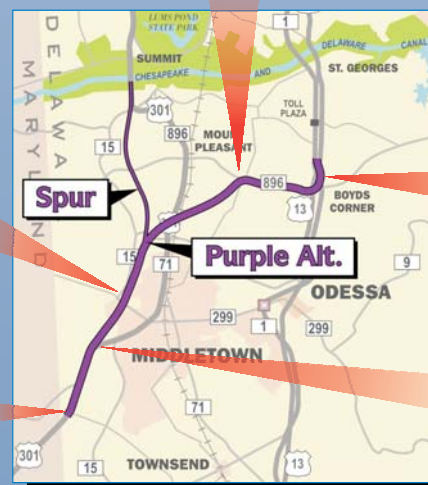 LUMS POND
STATE PARK
1
DELAWARE
CANAL
SUMMIT
CHESAPEAKE
AND
ST. GEORGES
DELAWA
MARYLAND
301
896
15
TOLL
PLAZA
MOUN
PLEASANT
Spur
896
BOYDS
CORNER
13
15
71
Purple Alt.
9
ODESSA
299
1
299
MIDDLETOWN
71
301
15
TOWNSEND
13